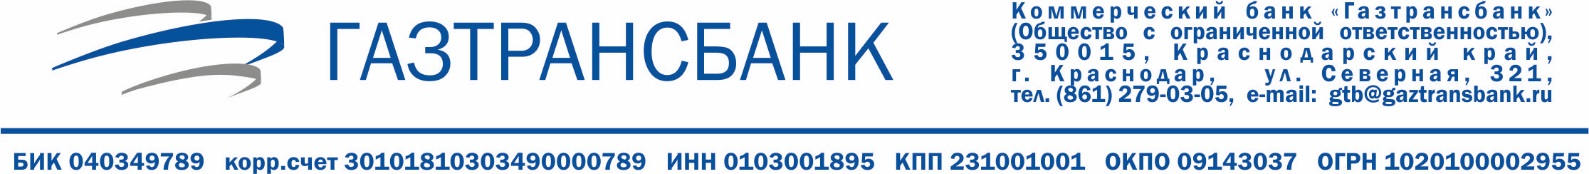 ГАЗТРАНСБАНК
Коммерческий банк «Газтрансбанк»
(Общество с ограниченной ответственностью),
350015, Краснодарский край,
г. Краснодар, ул. Северная, 321,
тел. (861) 279-03-05, e-mail: gtb@gaztransbank.ru
БИК 040349789 корр.счет 30101810303490000789 ИНН 0103001895 КПП 231001001 ОКПО 09143037 ОГРН 1020100002955